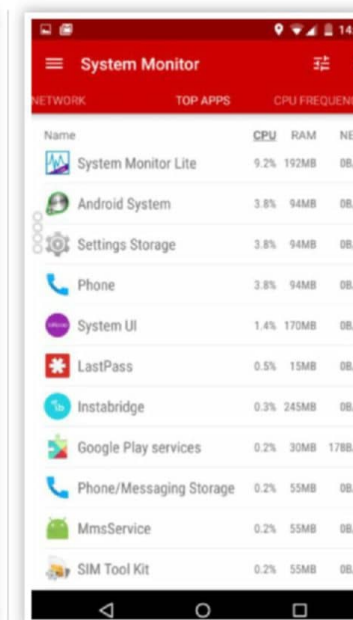 14
System Monitor
NETWORK TOP APPS CPU FREQUENC
Name CPU RAM NE
System Monitor Lite 9.2% 192MB 0B
Android System 3.8% 94MB 0B
Settings Storage 3.8% 94MB 0B
Phone 3.8% 94MB 0B
System UI 1.4% 170MB 0B
LastPass 0.5% 15MB 0B
Instabridge 0.3% 245MB 0B
Google Play services 0.2% 30MB 178B
Phone/Messaging Storage 0.2% 55MB 0B
MmsService 0.2% 55MB 0B
SIM Tool Kit 0.2% 55MB 0B